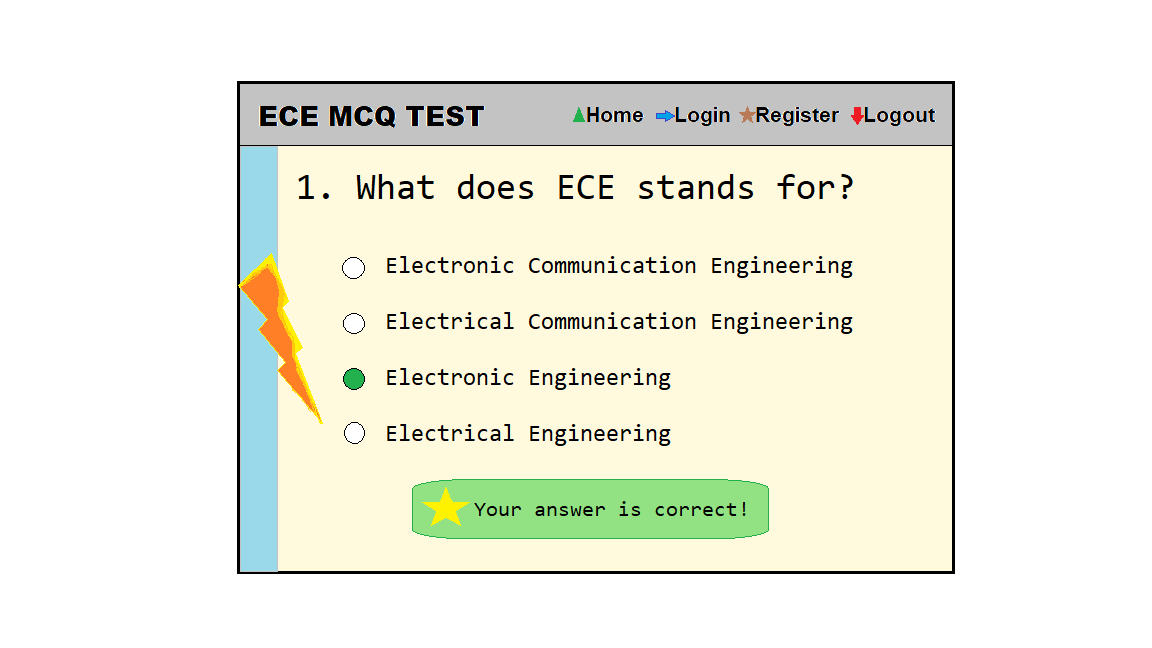 ECE MCQ TEST Home Login Register Logout
1. What does ECE stands for?
Electronic Communication Engineering
Electrical Communication Engineering
Electronic Engineering
Electrical Engineering
Your answer is correct!